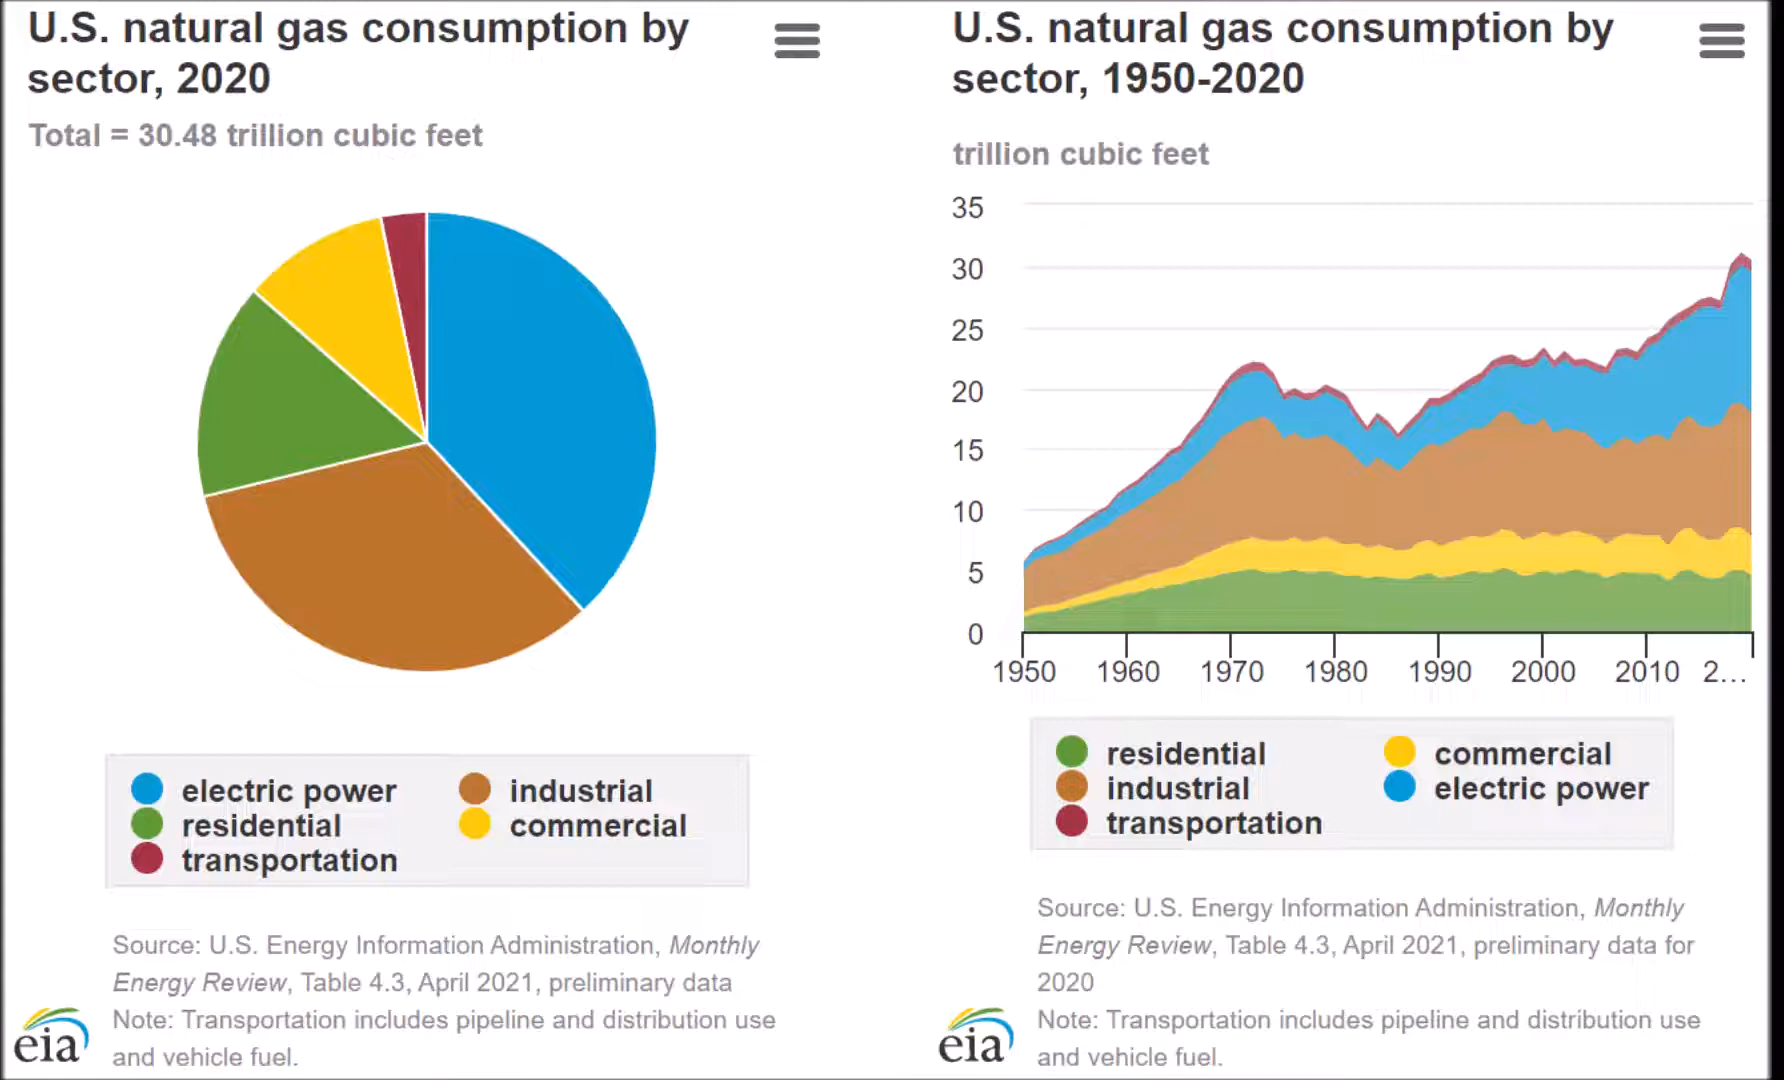 U.S. natural gas consumption by
sector, 2020
Total = 30.48 trillion cubic feet
electric power
industrial
residential
commercial
transportation
Source: U.S. Energy Information Administration, Monthly
Energy Review, Table 4.3, April 2021, preliminary data
Note: Transportation includes pipeline and distribution use
and vehicle fuel.
eia
U.S. natural gas consumption by
sector, 1950-2020
trillion cubic feet
35
30
25
20
15
10
5
0
1950 1960 1970 1980 1990 2000 2010 2...
residential
commercial
industrial
electric power
transportation
Source: U.S. Energy Information Administration, Monthly
Energy Review, Table 4.3, April 2021, preliminary data for
2020
Note: Transportation includes pipeline and distribution use
and vehicle fuel.
eia